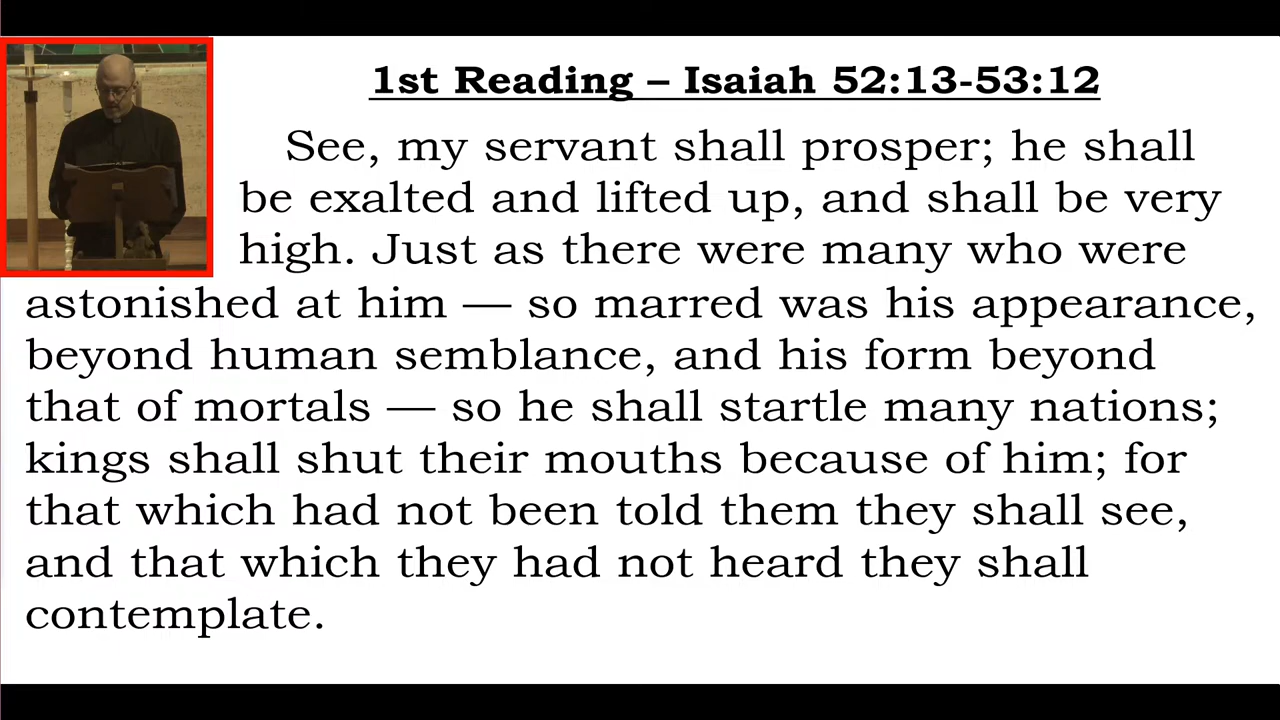 1st Reading – Isaiah 52:13-53:12
See, my servant shall prosper; he shall
be exalted and lifted up, and shall be very
high. Just as there were many who were
astonished at him — so marred was his appearance,
beyond human semblance, and his form beyond
that of mortals — so he shall startle many nations;
kings shall shut their mouths because of him; for
that which had not been told them they shall see,
and that which they had not heard they shall
contemplate.